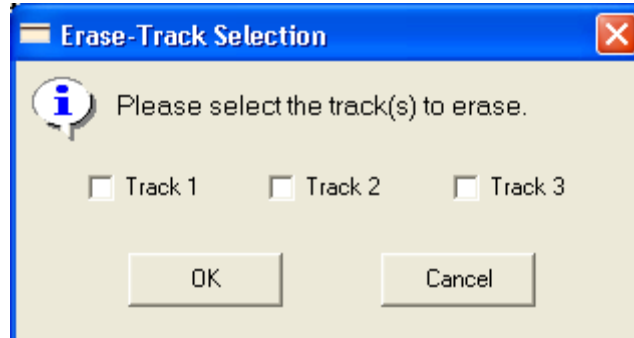 Erase-Track Selection
Please select the track(s) to erase.
Track 1 Track 2 Track 3
OK Cancel